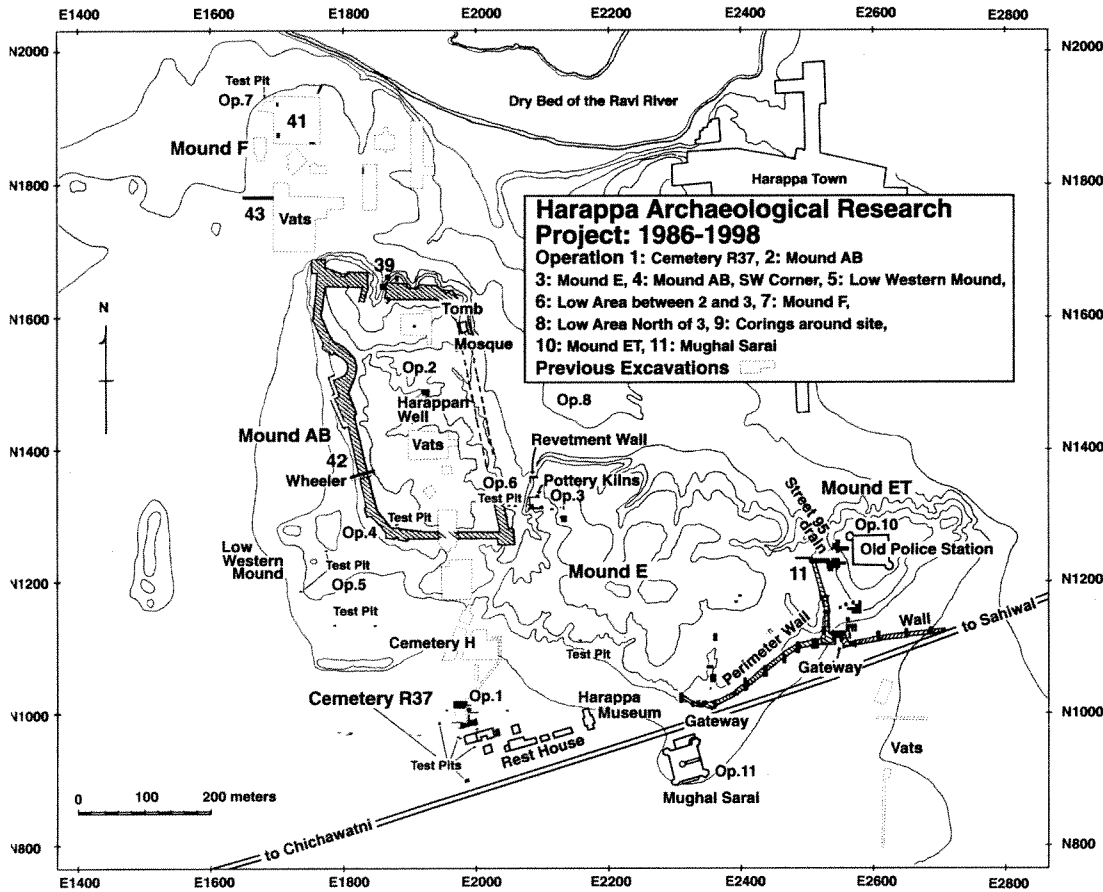 E1400 E1600 E1800 E2000 E2200 E2400 E2600 E2800
N2000 N2000
Test Pit
Op.7
41
Dry Bed of the Ravi River
Mound F
N1800 N1800
Harappa Town
43
Vats
Harappa Archaeological Research
Project: 1986-1998
Operation 1: Cemetery R37, 2: Mound AB
3: Mound E, 4: Mound AB, SW Corner, 5: Low Western Mound,
6: Low Area between 2 and 3, 7: Mound F,
8: Low Area North of 3, 9: Corings around site,
10: Mound ET, 11: Mughal Sarai
Previous Excavations
39
N
N1600 N1600
Tomb
Mosque
Op.2
Harappan
Well
Op.8
Mound AB
Vats
N1400 N1400
Revetment Wall
42
Wheeler
Op.6
Test Pit
Pottery Kilns
Op.3
Mound ET
Street 95
drain
Op.10
Old Police Station
Test Pit
Op.4
Low
Western
Mound
Test Pit
Op.5
Mound E
11
N1200 N1200
Test Pit
Cemetery H
Test Pit
Perimeter Wall
Wall
to Sahiwal
Gateway
Cemetery R37
Op.1
Harappa
Museum
N1000 N1000
Gateway
Rest House
Test Pits
Vats
Op.11
Mughal Sarai
0 100 200 meters
to Chichawatni
N800 N800
E1400 E1600 E1800 E2000 E2200 E2400 E2600 E2800